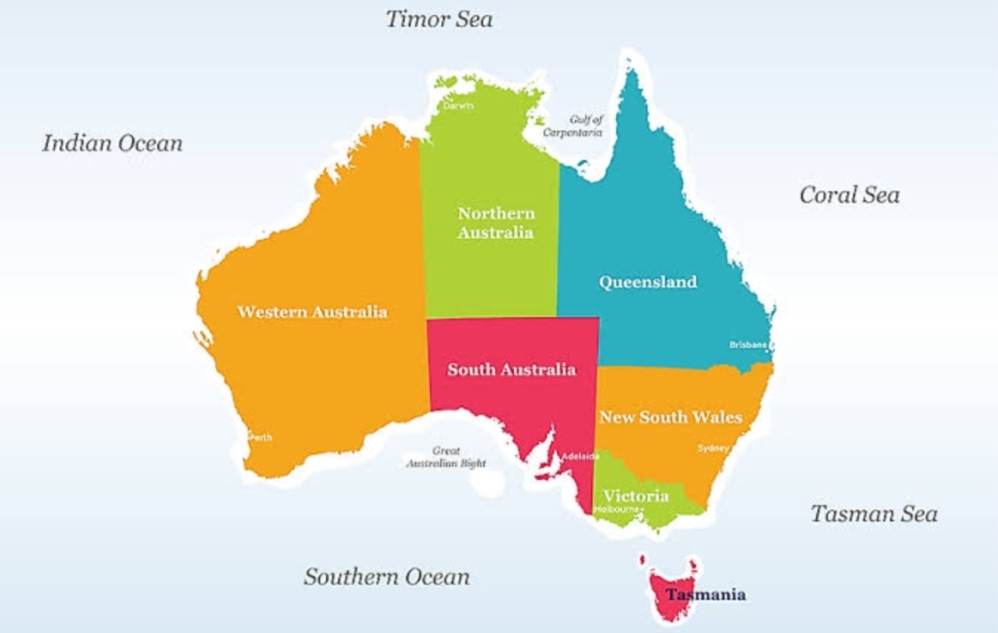 Timor Sea
Darwin
Gulf of
Carpentaria
Indian Ocean
Coral Sea
Northern
Australia
Queensland
Western Australia
Brisbane
South Australia
New South Wales
Perth
Sydney
Great
Australian Bight
Adelaide
Victoria
Melbourne
Tasman Sea
Southern Ocean
Tasmania